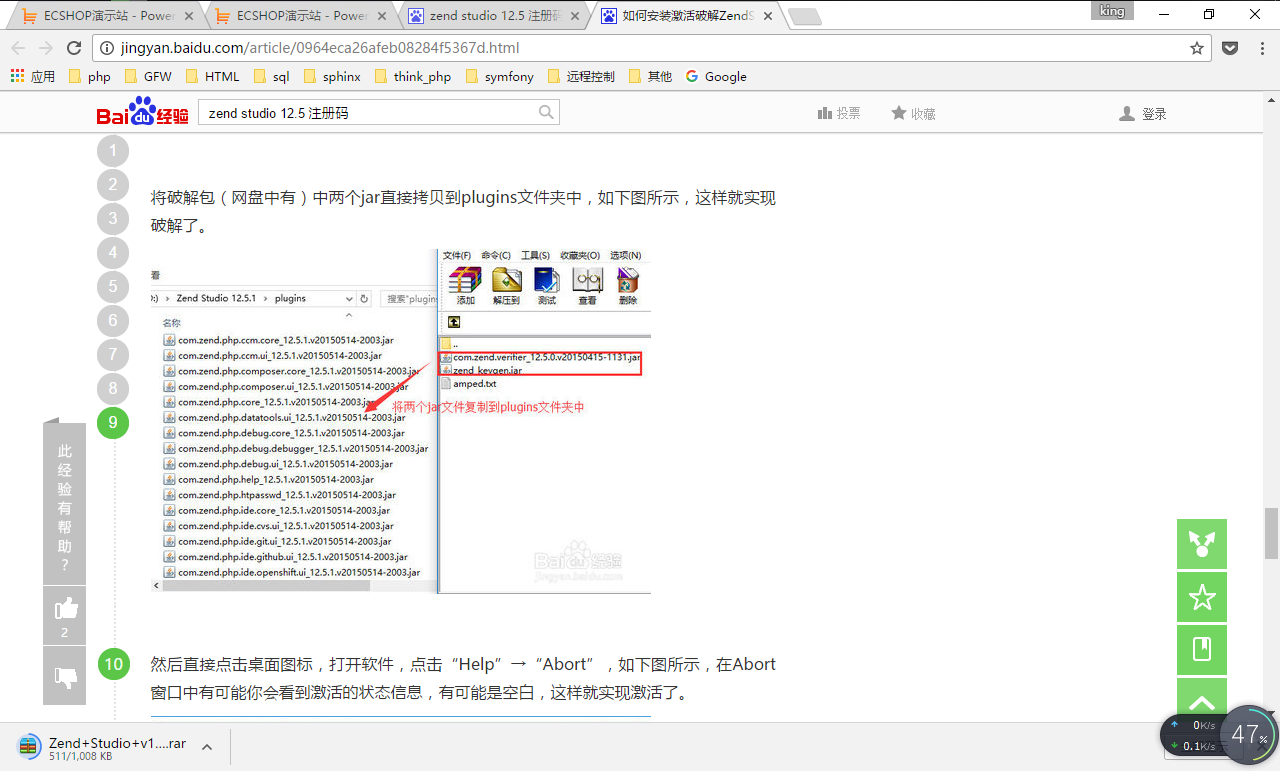 ECSHOP演示站 - Power
ECSHOP演示站 - Power
zend studio 12.5 注册码
如何安装激活破解ZendS
king
jingyan.baidu.com/article/0964eca26afeb08284f5367d.html
应用 php GFW HTML sql sphinx think_php symfony 远程控制 其他 Google
Bai du 经验
zend studio 12.5 注册码
投票 收藏 登录
1
2
3
4
5
6
7
8
9
将破解包（网盘中有）中两个jar直接拷贝到plugins文件夹中，如下图所示，这样就实现
破解了。
看
Zend Studio 12.5.1 › plugins
搜索"plugin
名称
com.zend.php.ccm.core_12.5.1.v20150514-2003.jar
com.zend.php.ccm.ui_12.5.1.v20150514-2003.jar
com.zend.php.composer.core_12.5.1.v20150514-2003.jar
com.zend.php.composer.ui_12.5.1.v20150514-2003.jar
com.zend.php.core_12.5.1.v20150514-2003.jar
com.zend.php.datatools.ui_12.5.1.v20150514-2003.jar
com.zend.php.debug.core_12.5.1.v20150514-2003.jar
com.zend.php.debug.debugger_12.5.1.v20150514-2003.jar
com.zend.php.debug.ui_12.5.1.v20150514-2003.jar
com.zend.php.help_12.5.1.v20150514-2003.jar
com.zend.php.htpasswd_12.5.1.v20150514-2003.jar
com.zend.php.ide.core_12.5.1.v20150514-2003.jar
com.zend.php.ide.cvs.ui_12.5.1.v20150514-2003.jar
com.zend.php.ide.git.ui_12.5.1.v20150514-2003.jar
com.zend.php.ide.github.ui_12.5.1.v20150514-2003.jar
com.zend.php.ide.openshift.ui_12.5.1.v20150514-2003.jar
文件(F) 命令(C) 工具(S) 收藏夹(O) 选项(N)
添加 解压到 测试 查看 删除
..
com.zend.verifier_12.5.0.v20150415-1131.jar
zend_keygen.jar
amped.txt
将两个jar文件复制到plugins文件夹中
Bai du 经验
jingyan.baidu.com
此经验有帮助？
2
10
然后直接点击桌面图标，打开软件，点击“Help”→“Abort”，如下图所示，在Abort
窗口中有可能你会看到激活的状态信息，有可能是空白，这样就实现激活了。
Zend+Studio+v1....rar
511/1,008 KB
0K/s
0.1K/s
47%